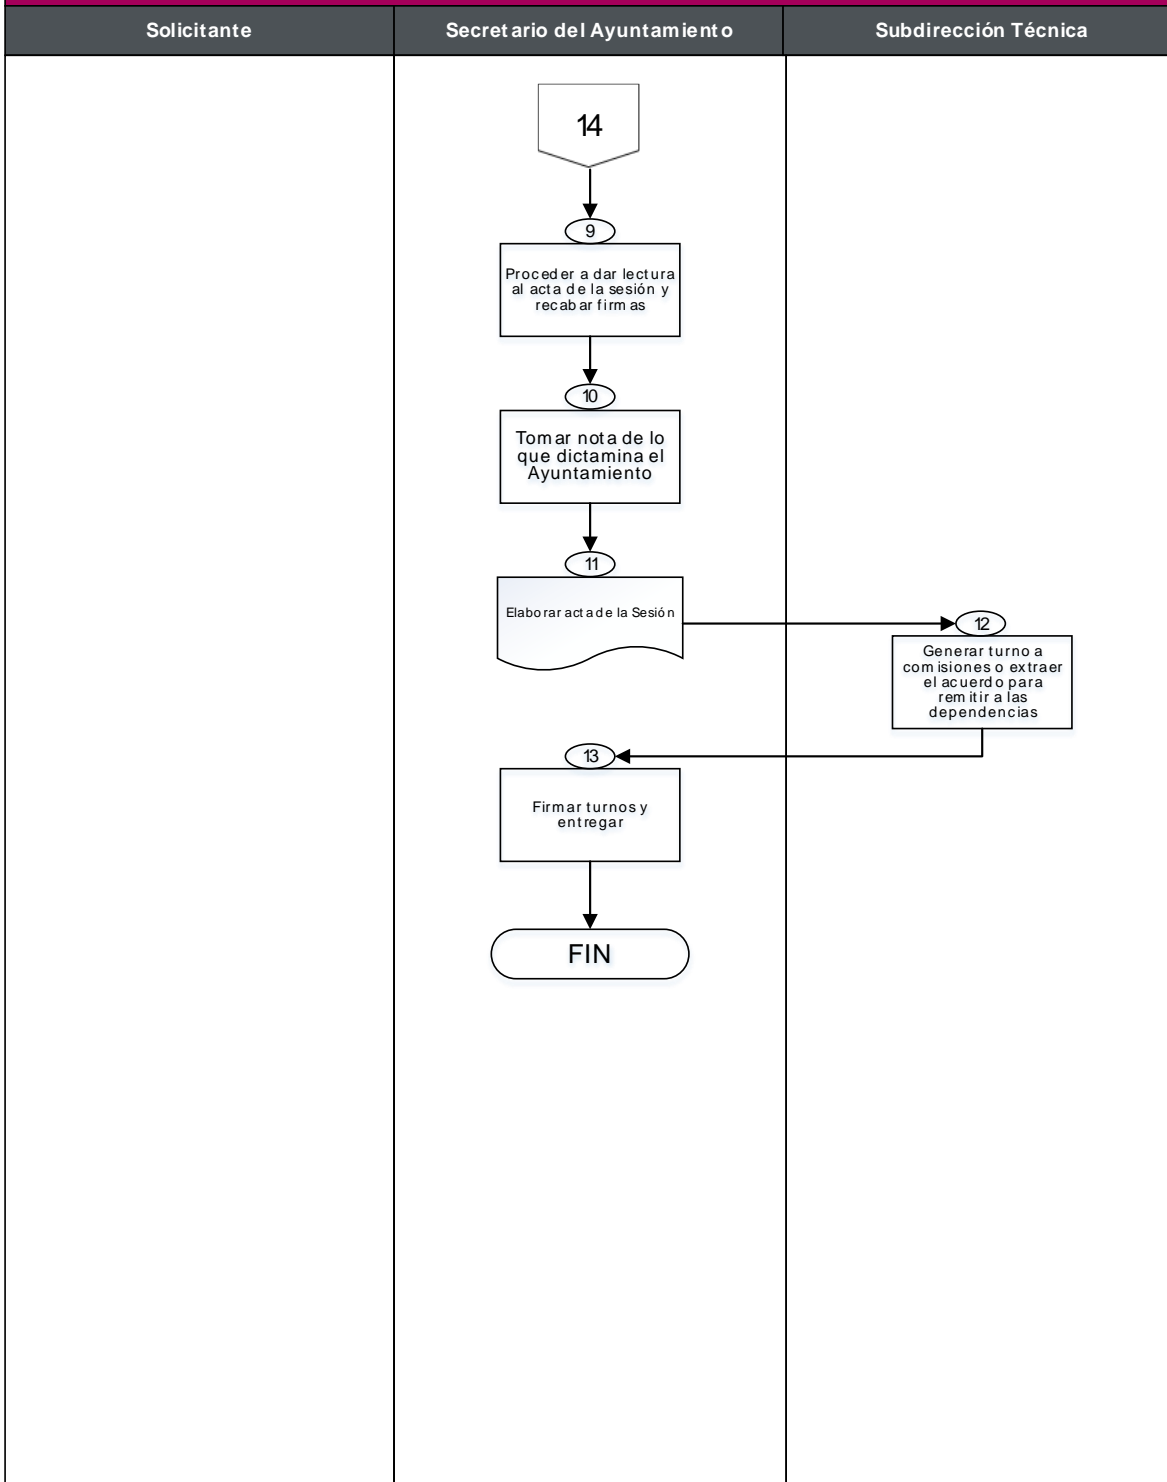 Solicitante
Secretario del Ayuntamiento
Subdirección Técnica
14
9
Proceder a dar lectura
al acta de la sesión y
recabar firmas
10
Tomar nota de lo
que dictamina el
Ayuntamiento
11
Elaborar acta de la Sesión
12
Generar turno a
comisiones o extraer
el acuerdo para
remitir a las
dependencias
13
Firmar turnos y
entregar
FIN